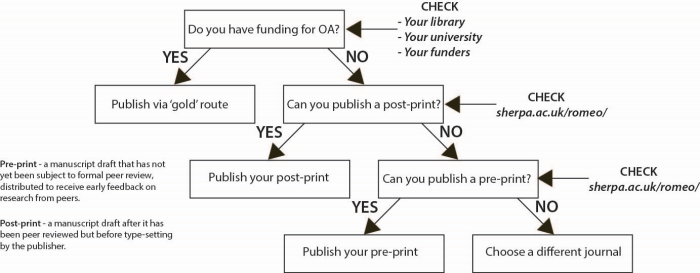 CHECK
- Your library
- Your university
- Your funders
Do you have funding for OA?
YES
NO
Publish via 'gold' route
Can you publish a post-print?
CHECK
sherpa.ac.uk/romeo/
YES
NO
Publish your post-print
Can you publish a pre-print?
CHECK
sherpa.ac.uk/romeo/
YES
NO
Publish your pre-print
Choose a different journal
Pre-print - a manuscript draft that has not
yet been subject to formal peer review,
distributed to receive early feedback on
research from peers.
Post-print - a manuscript draft after it has
been peer reviewed but before type-setting
by the publisher.